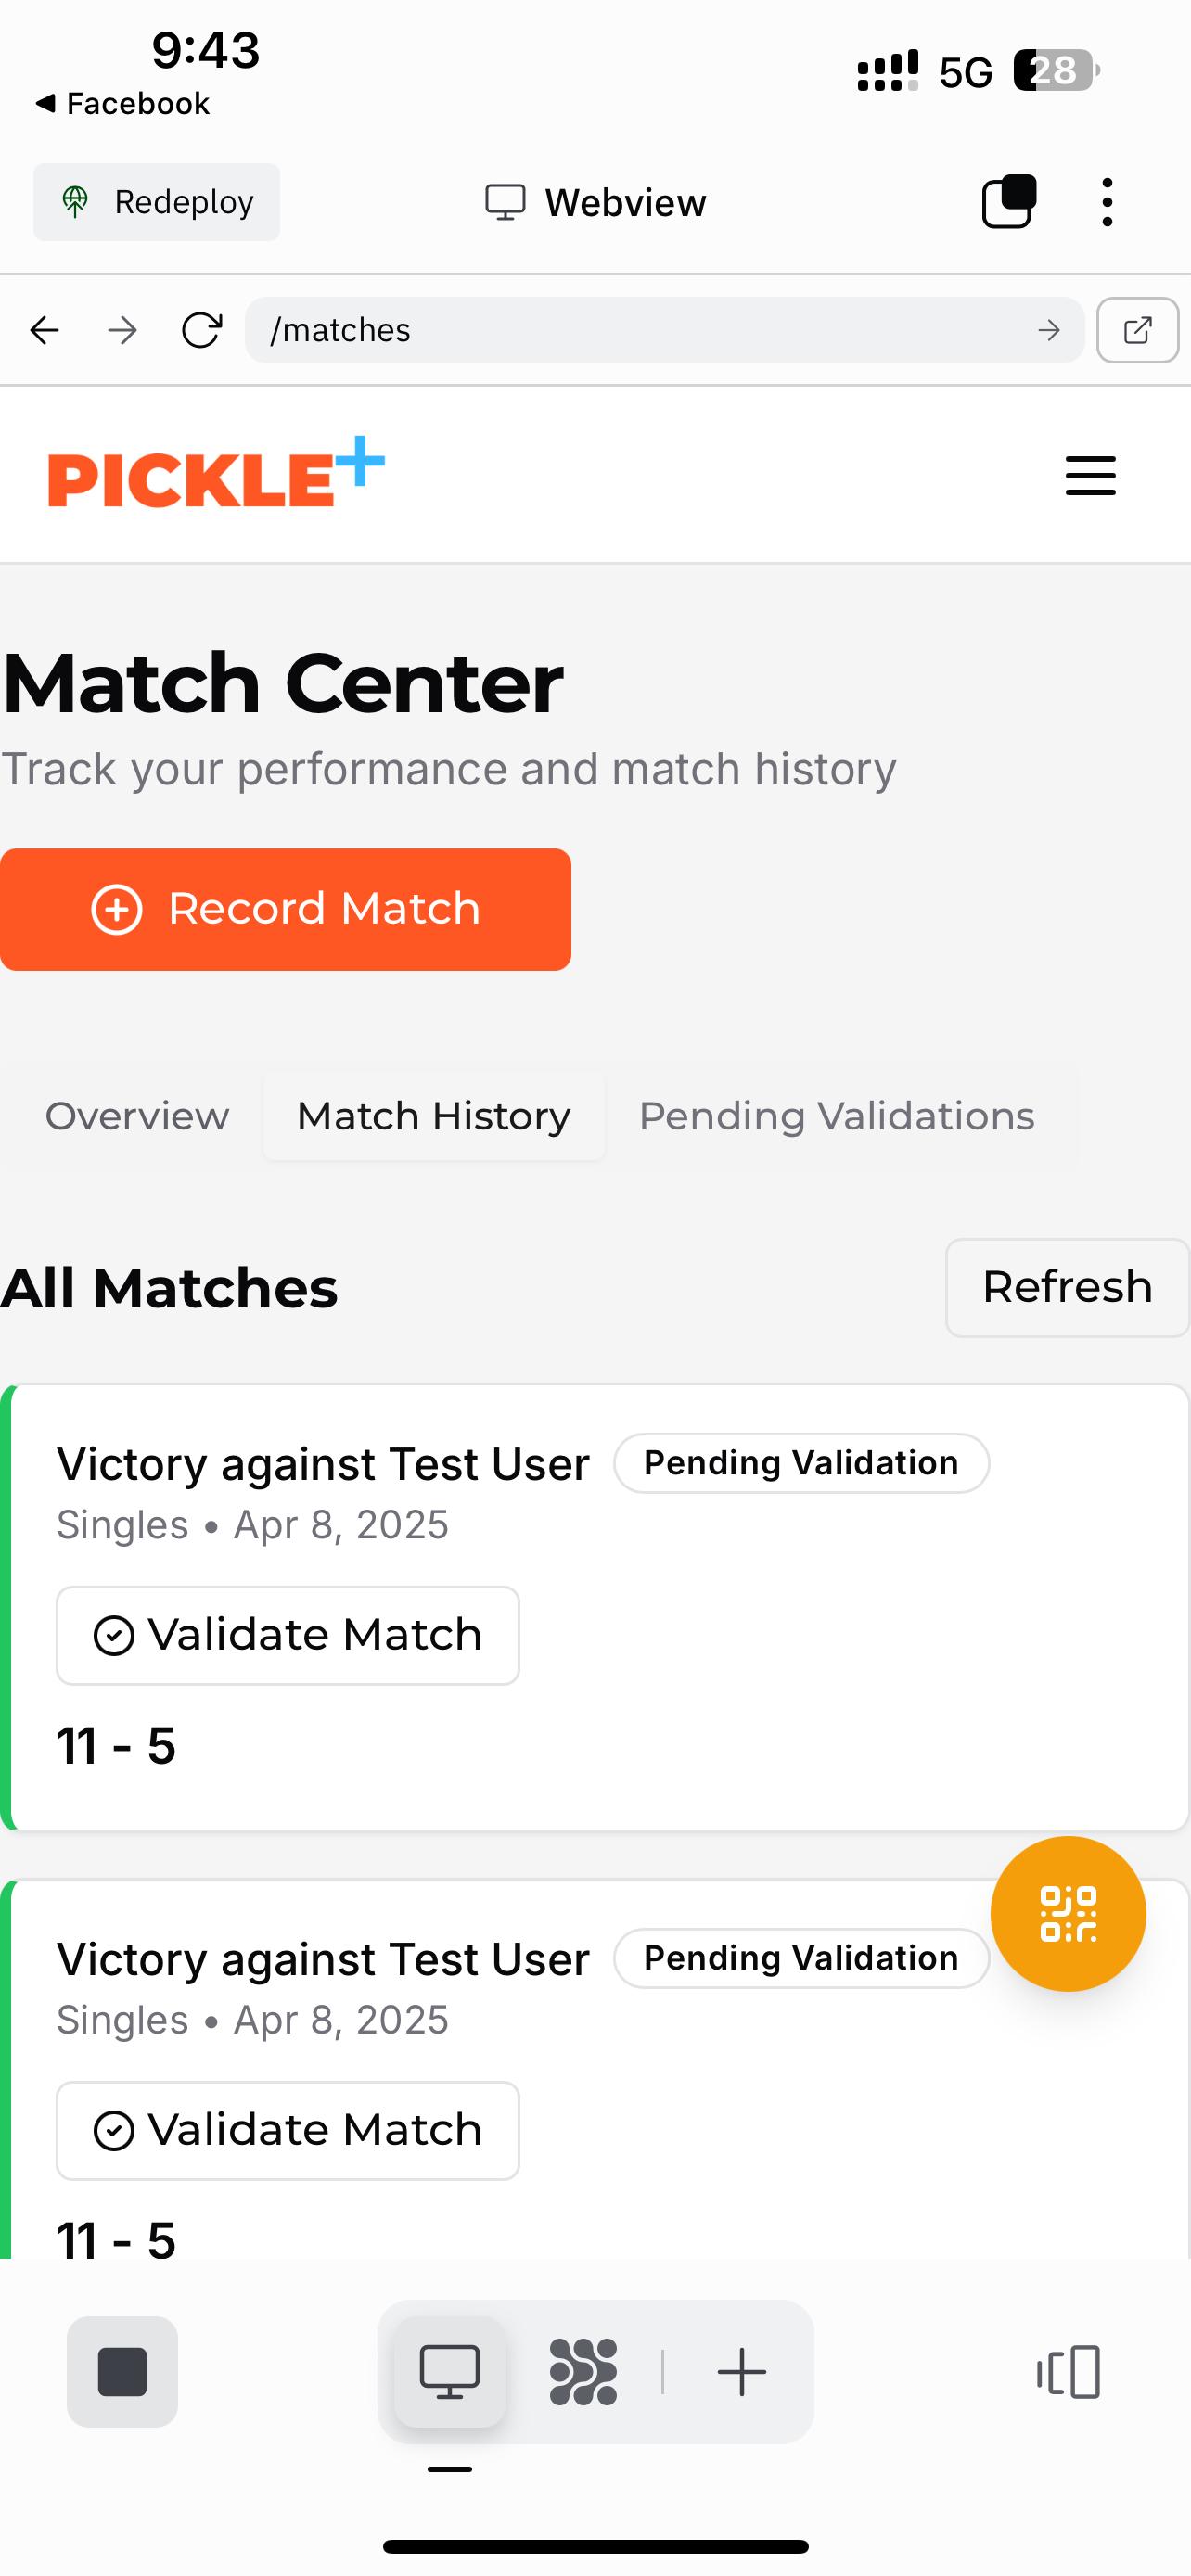 9:43
5G 28
◀ Facebook
Redeploy
Webview
/matches
PICKLE+
Match Center
Track your performance and match history
Record Match
Overview Match History Pending Validations
All Matches
Refresh
Victory against Test User Pending Validation
Singles • Apr 8, 2025
Validate Match
11 - 5
Victory against Test User Pending Validation
Singles • Apr 8, 2025
Validate Match
11 - 5